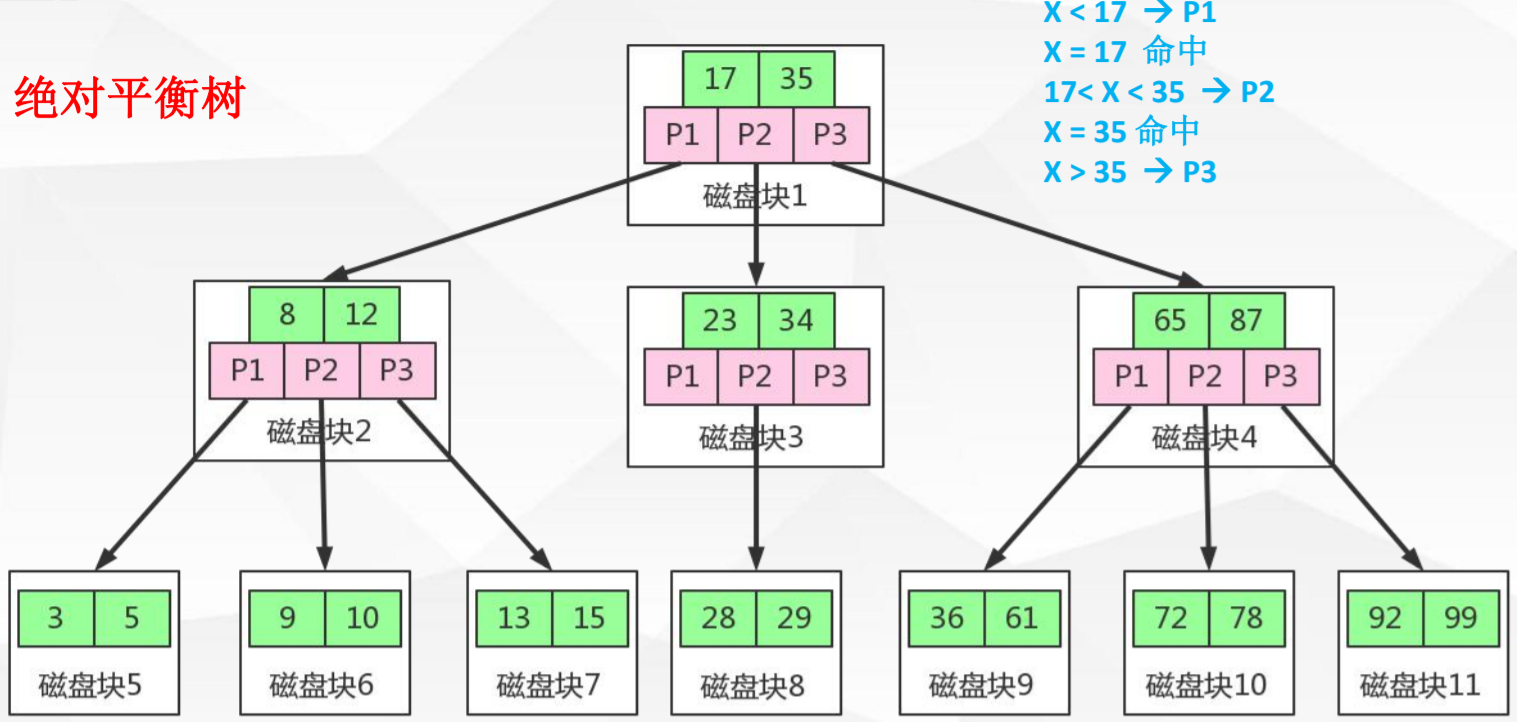 X < 17 → P1
X = 17 命中
17< X < 35 → P2
X = 35 命中
X > 35 → P3
绝对平衡树
17 35
P1 P2 P3
磁盘块1
8 12
P1 P2 P3
磁盘块2
23 34
P1 P2 P3
磁盘块3
65 87
P1 P2 P3
磁盘块4
3 5
磁盘块5
9 10
磁盘块6
13 15
磁盘块7
28 29
磁盘块8
36 61
磁盘块9
72 78
磁盘块10
92 99
磁盘块11